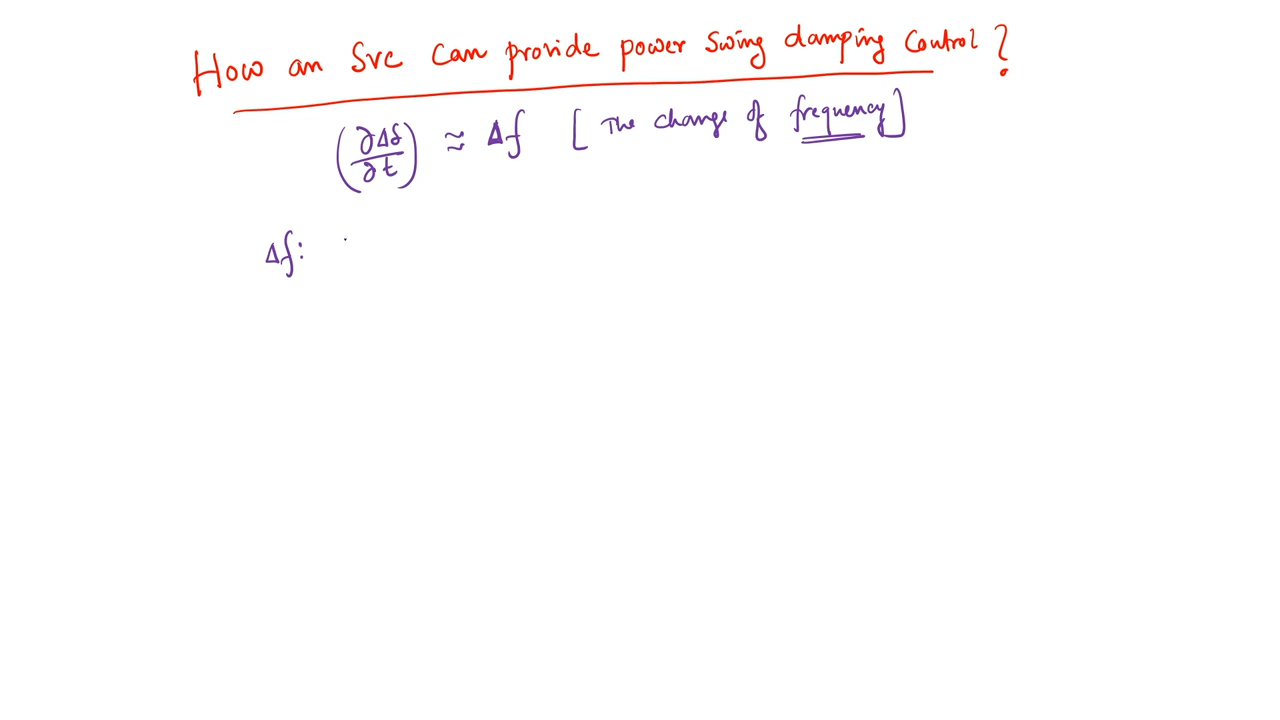 How an SVC can provide power swing damping control?
(∂Δδ/∂t) ≈ Δf [The change of frequency]
Δf: